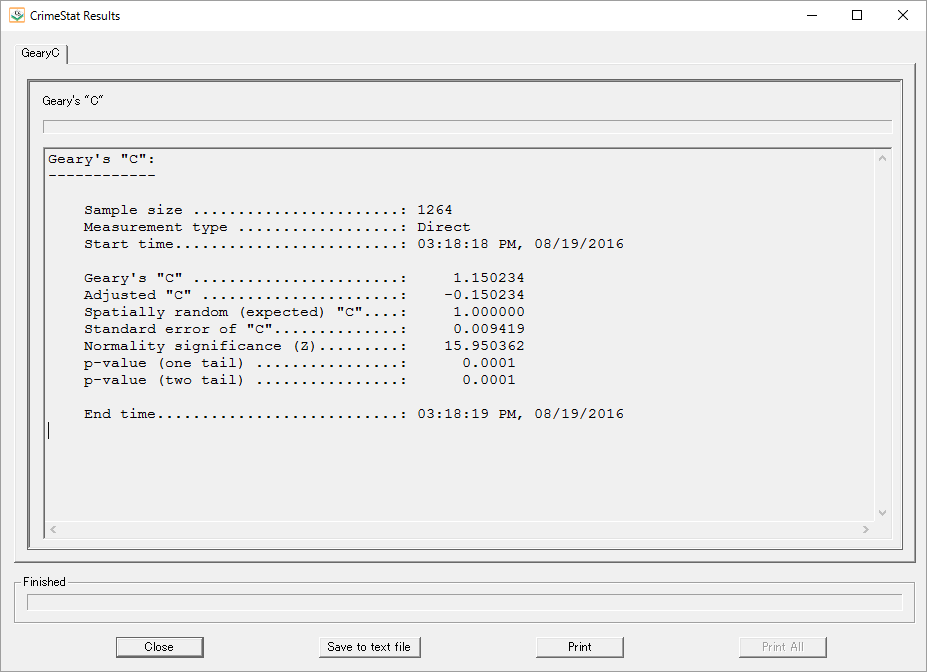 CrimeStat Results
GearyC
Geary's "C"
Geary's "C":
------------
Sample size .......................: 1264
Measurement type ..................: Direct
Start time.........................: 03:18:18 PM, 08/19/2016
Geary's "C" .......................: 1.150234
Adjusted "C" ......................: -0.150234
Spatially random (expected) "C"....: 1.000000
Standard error of "C"..............: 0.009419
Normality significance (Z).........: 15.950362
p-value (one tail) ................: 0.0001
p-value (two tail) ................: 0.0001
End time...........................: 03:18:19 PM, 08/19/2016
Finished
Close Save to text file Print Print All